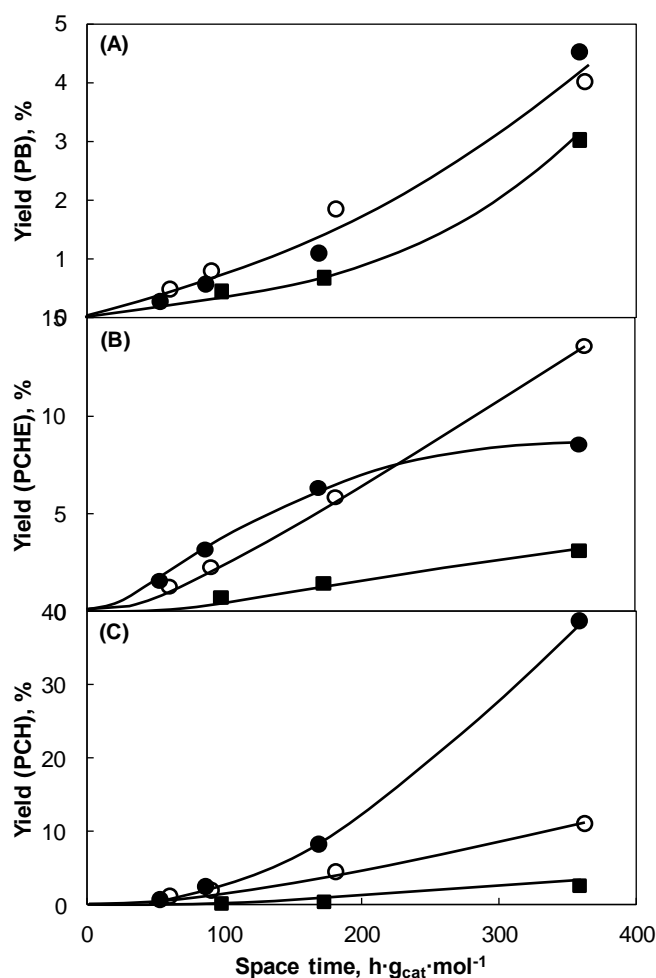 5
(A)
4
Yield (PB), %
3
2
1
0
15
(B)
10
Yield (PCHE), %
5
0
40
(C)
30
Yield (PCH), %
20
10
0
0 100 200 300 400
Space time, h·gcat·mol-1